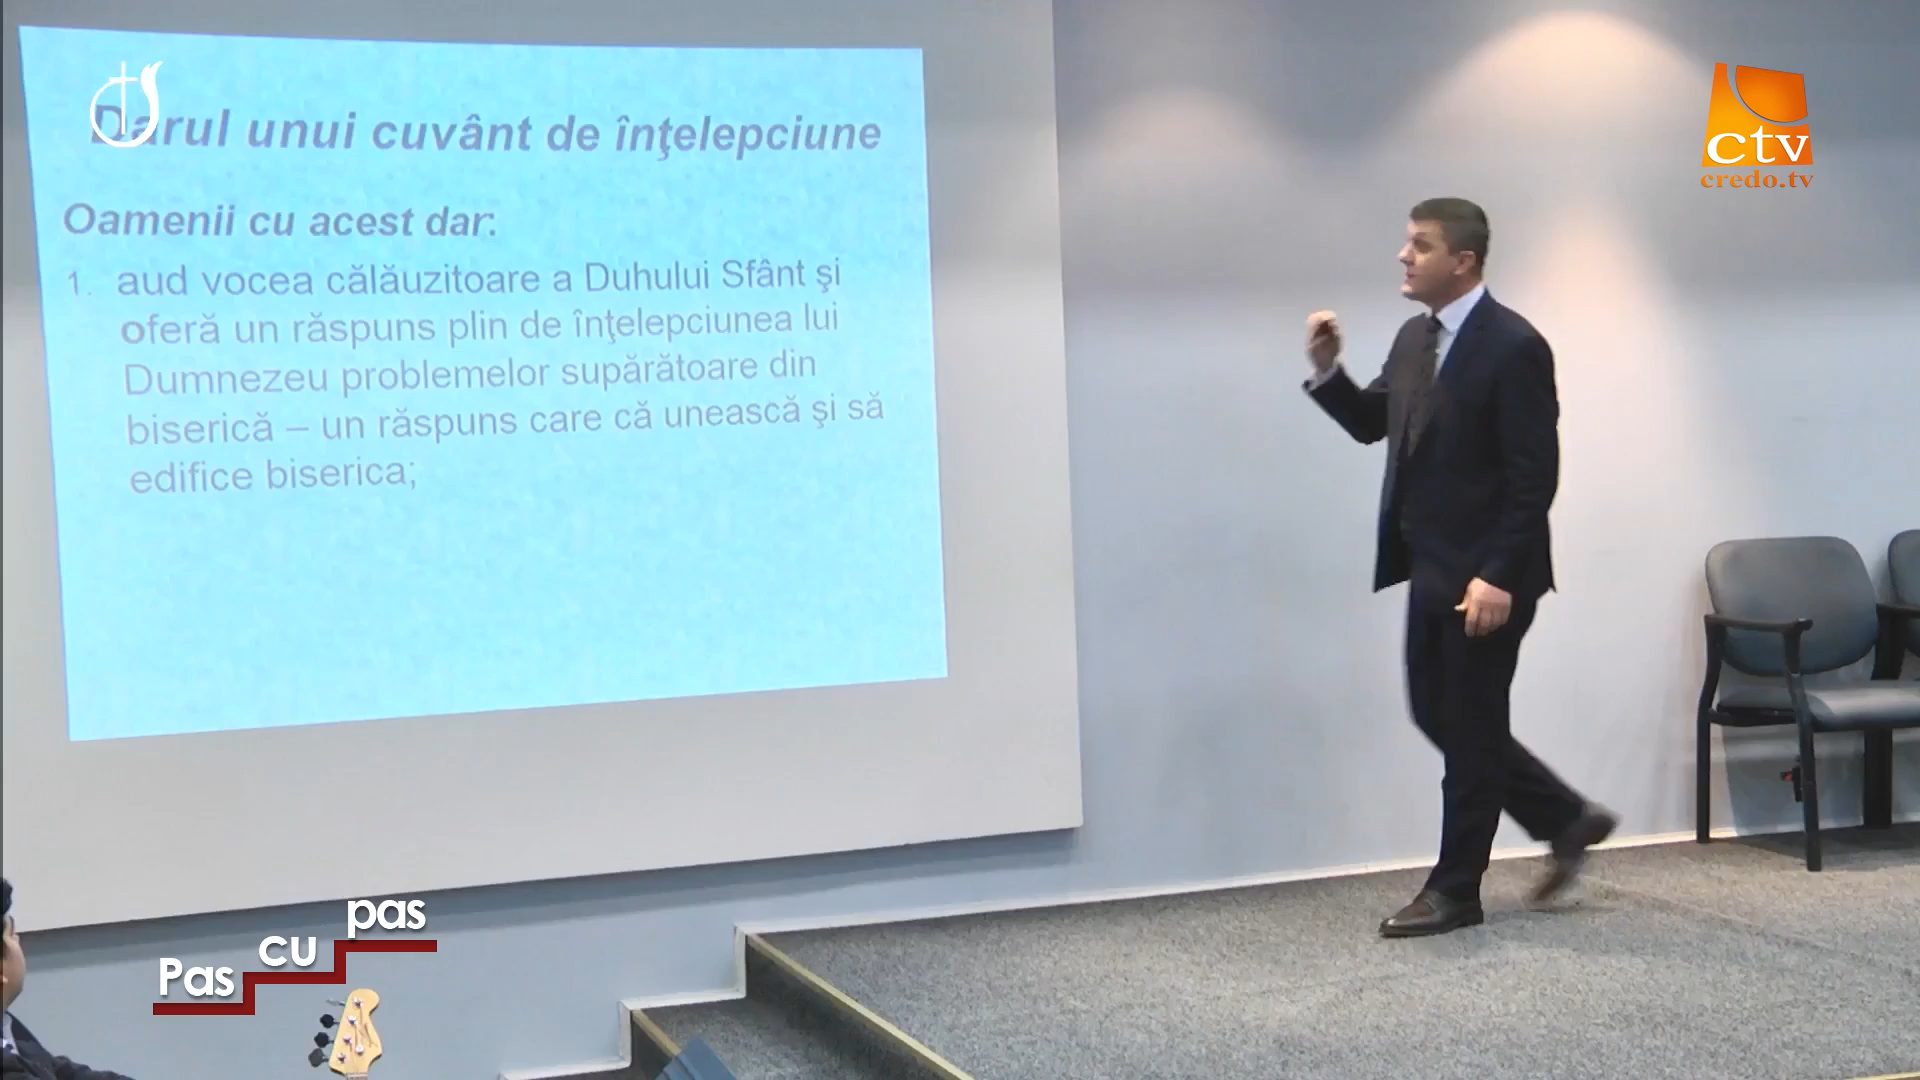 Darul unui cuvânt de înţelepciune
Oamenii cu acest dar:
1. aud vocea călăuzitoare a Duhului Sfânt şi
oferă un răspuns plin de înţelepciunea lui
Dumnezeu problemelor supărătoare din
biserică – un răspuns care că unească şi să
edifice biserica;
ctv
credo.tv
Pas cu pas